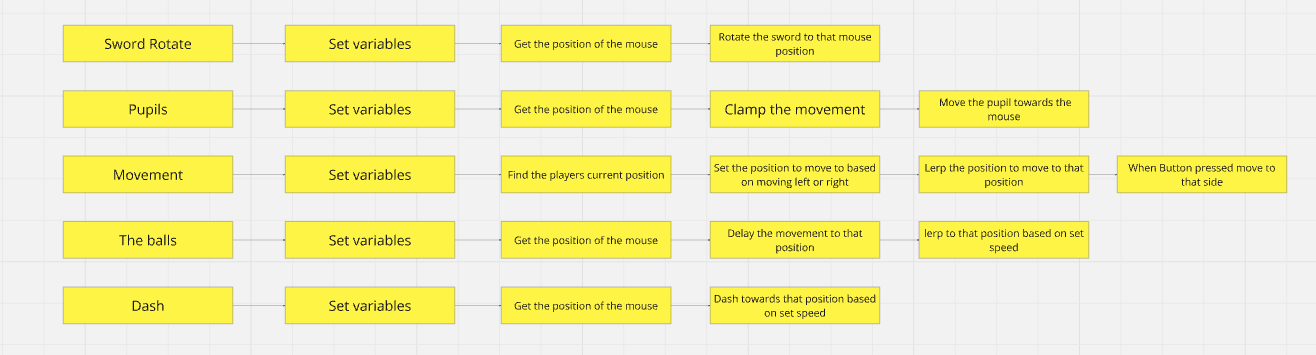 Sword Rotate
Set variables
Get the position of the mouse
Rotate the sword to that mouse
position
Pupils
Set variables
Get the position of the mouse
Clamp the movement
Move the pupil towards the
mouse
Movement
Set variables
Find the players current position
Set the position to move to based
on moving left or right
Lerp the position to move to that
position
When Button pressed move to
that side
The balls
Set variables
Get the position of the mouse
Delay the movement to that
position
lerp to that position based on set
speed
Dash
Set variables
Get the position of the mouse
Dash towards that position based
on set speed